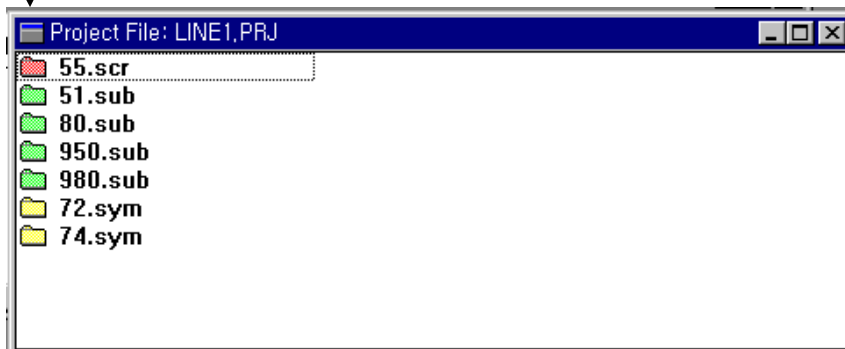 Project File: LINE1,PRJ
55.scr
51.sub
80.sub
950.sub
980.sub
72.sym
74.sym